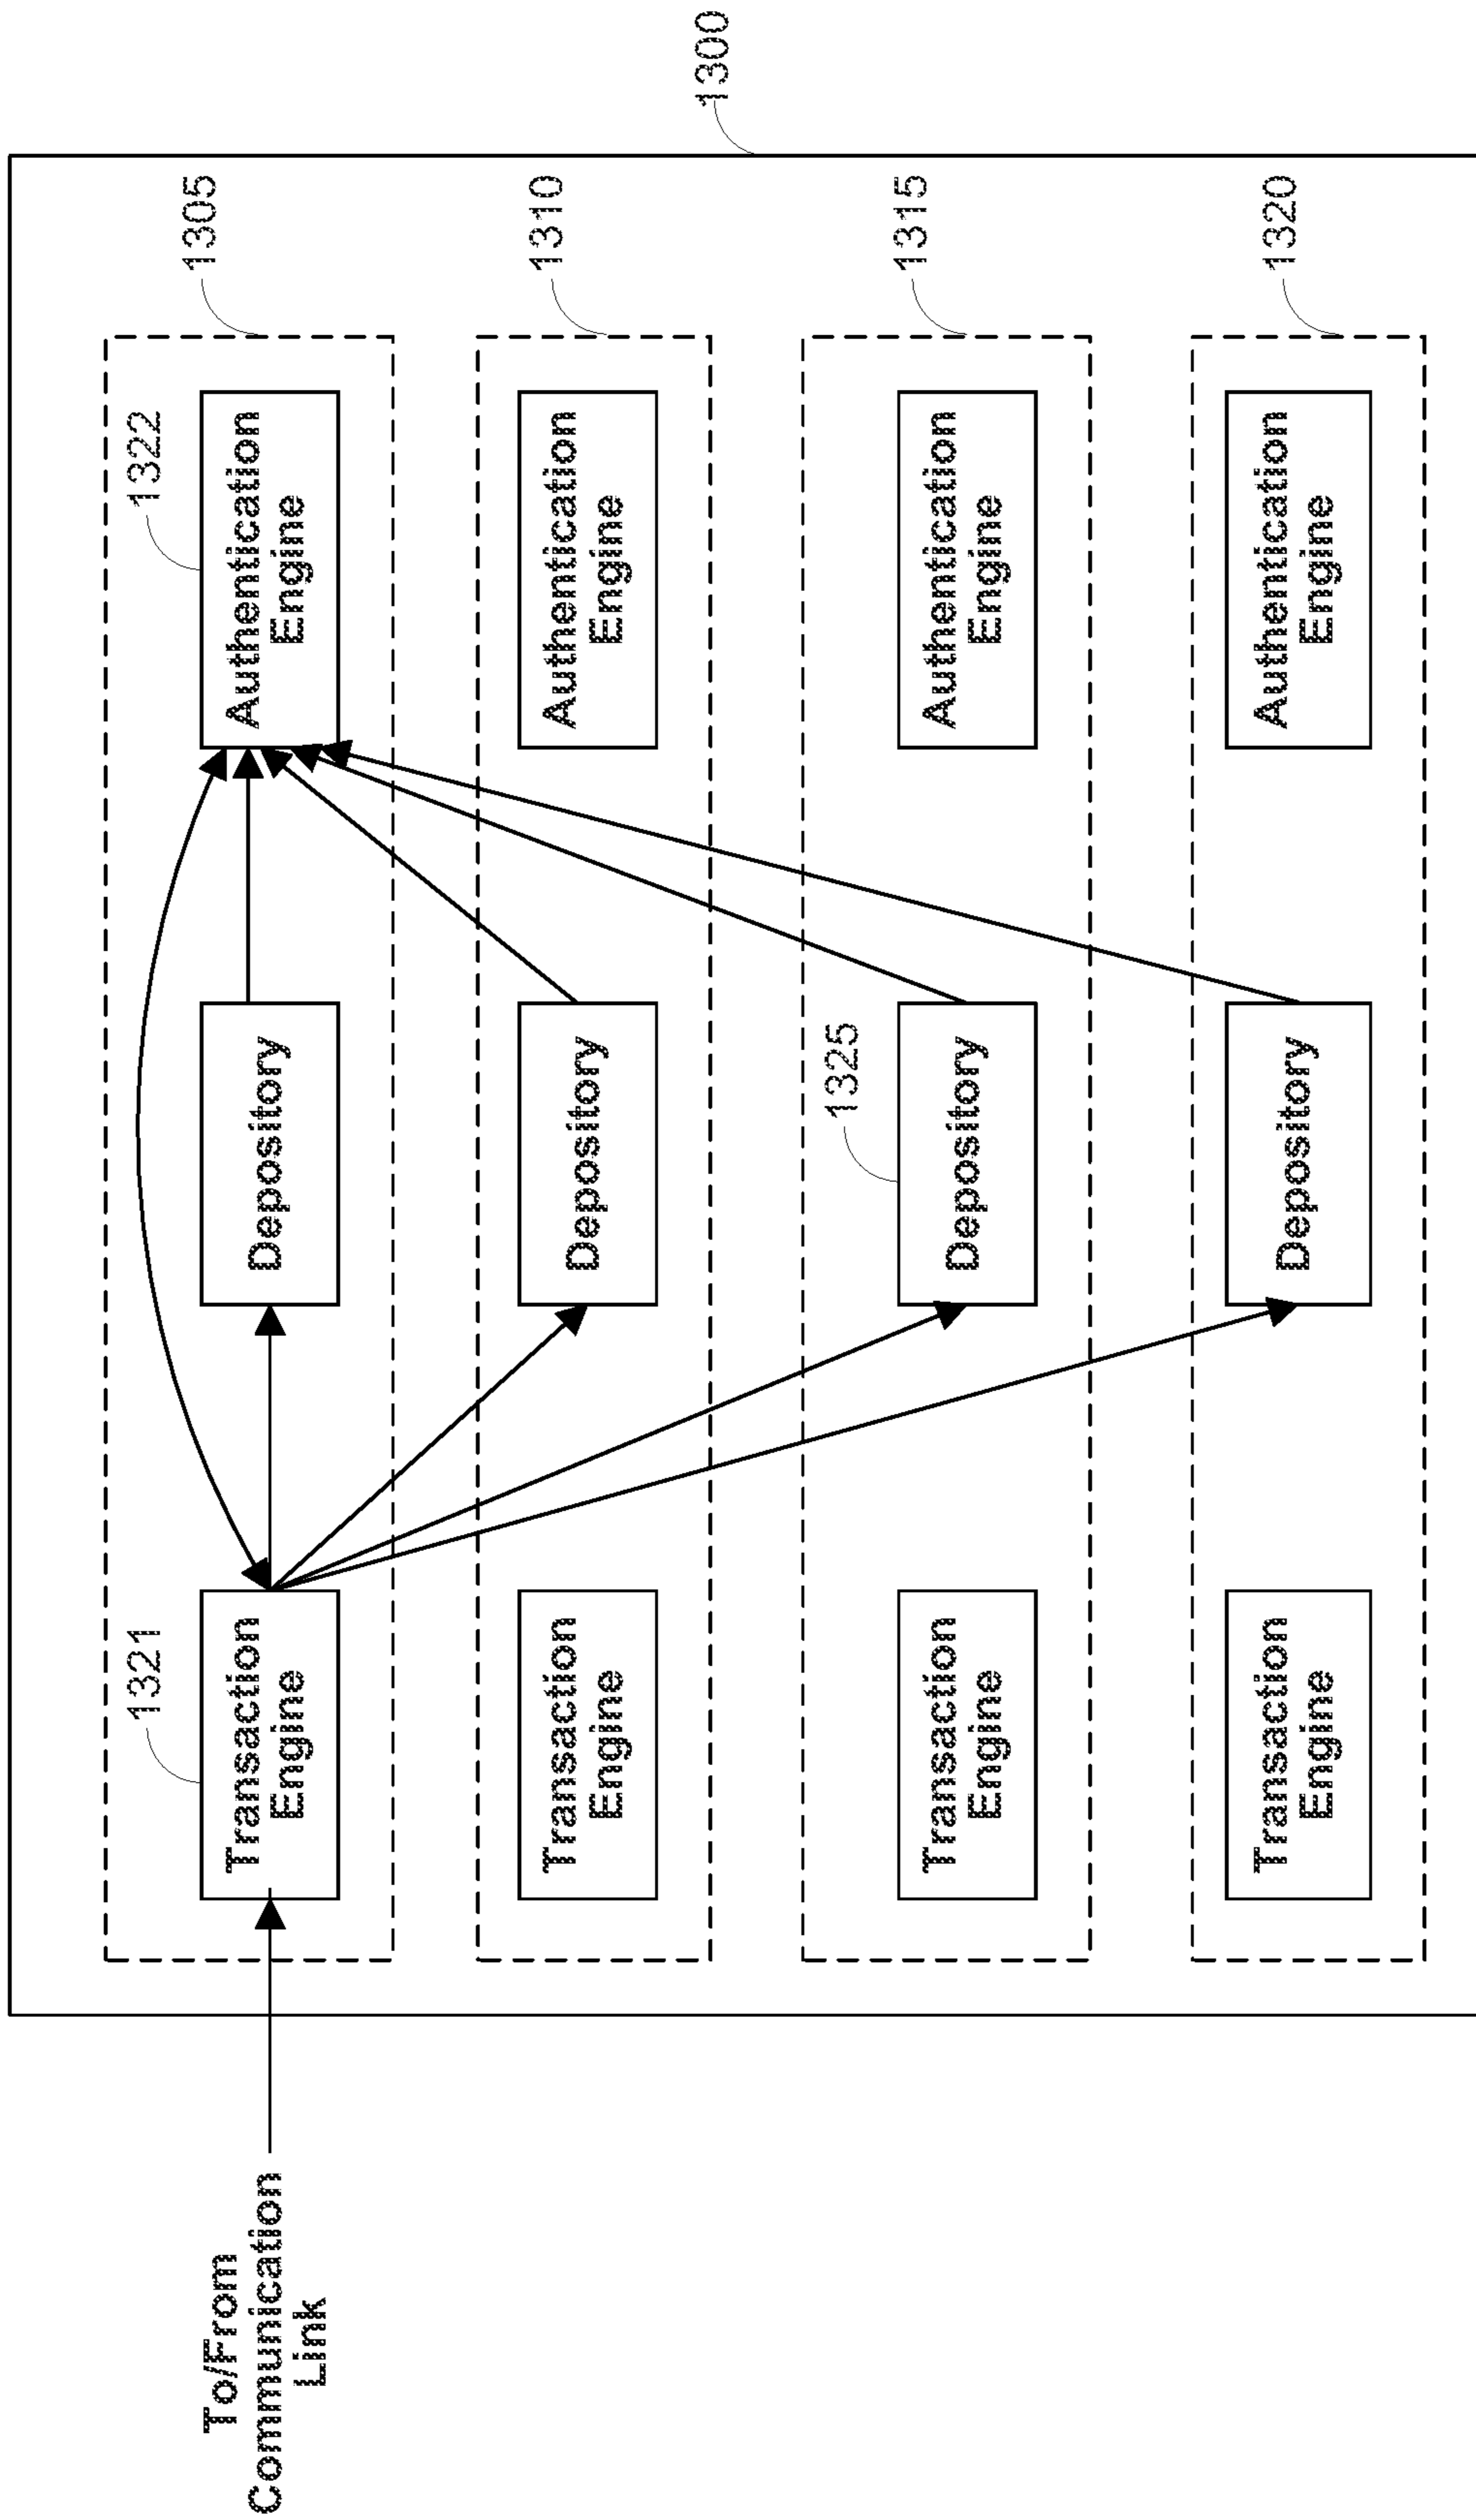 1300
1305
1322
1321
To/From
Communication
Link
Transaction
Engine
Depository
Authentication
Engine
1310
Transaction
Engine
Depository
Authentication
Engine
1315
1325
Transaction
Engine
Depository
Authentication
Engine
1320
Transaction
Engine
Depository
Authentication
Engine